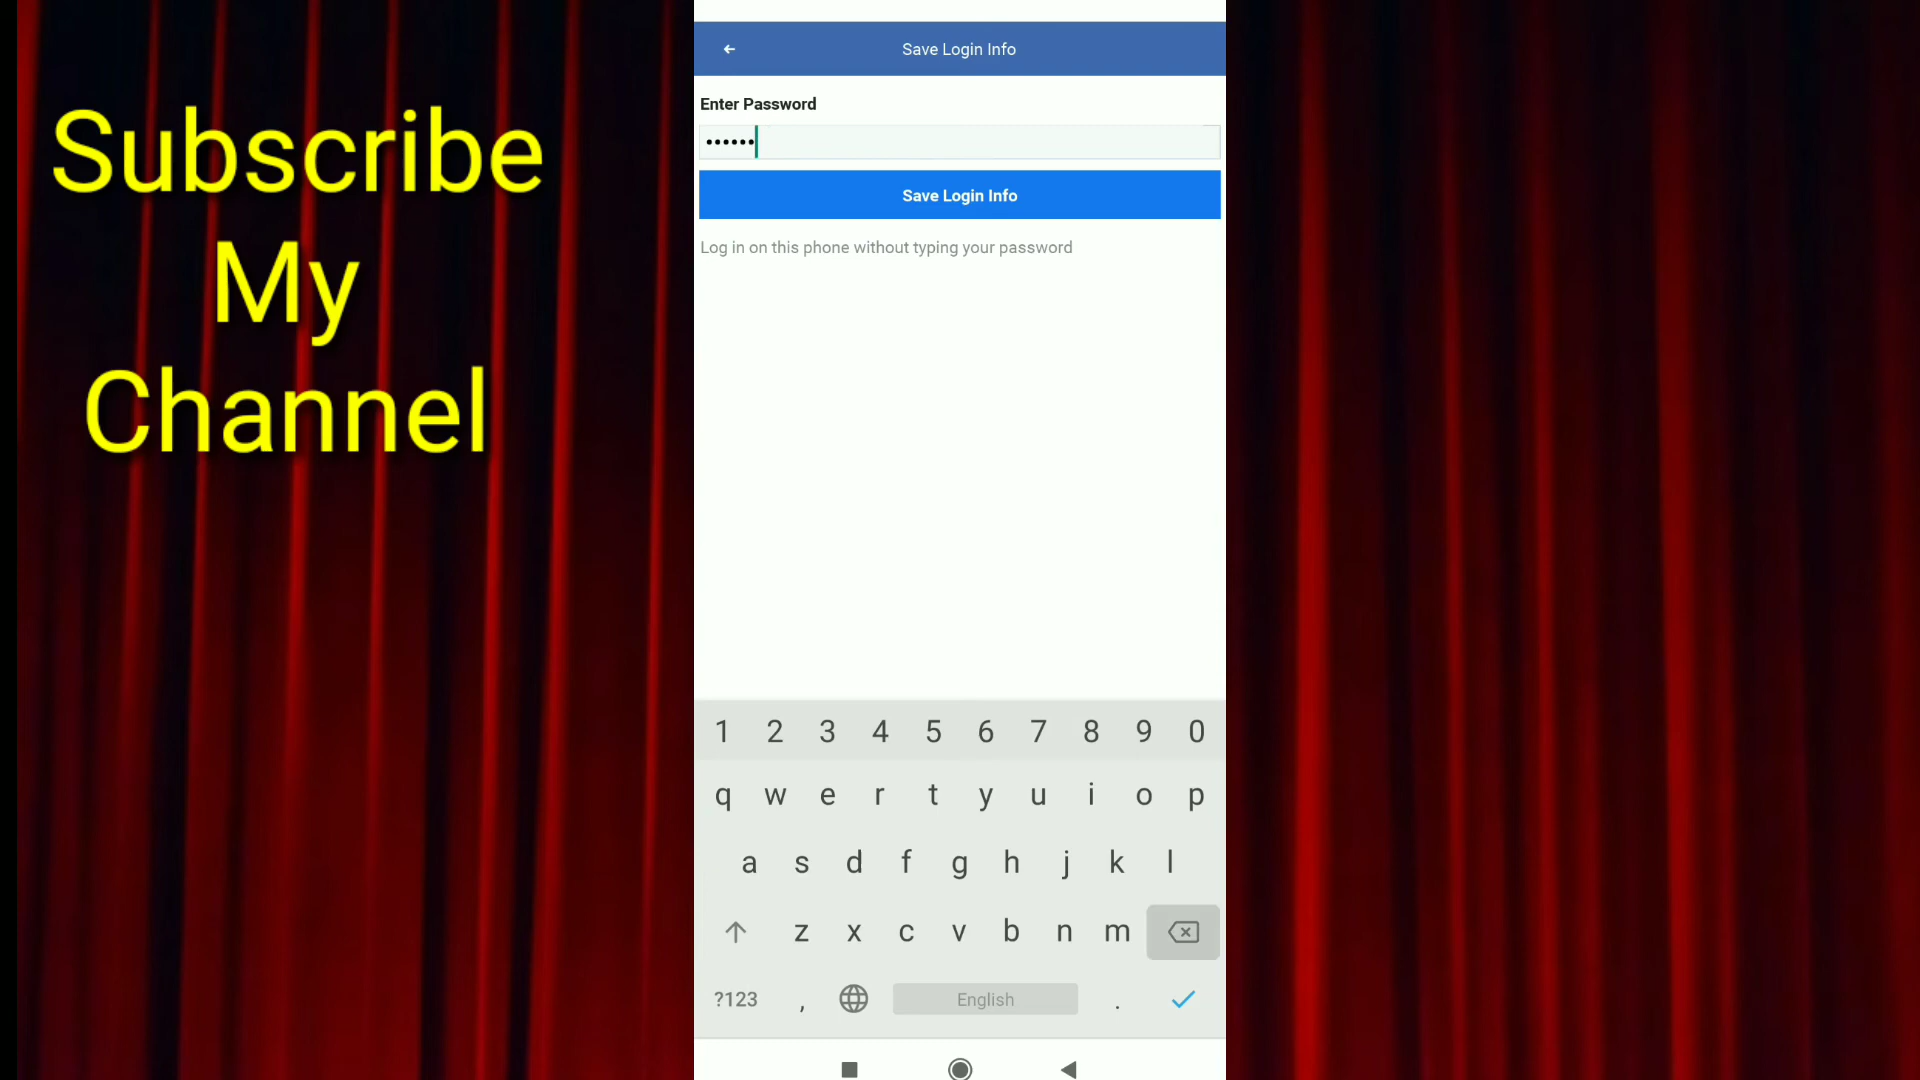 Subscribe
My
Channel
Save Login Info
Enter Password
••••••
Save Login Info
Log in on this phone without typing your password
1 2 3 4 5 6 7 8 9 0
q w e r t y u i o p
a s d f g h j k l
z x c v b n m
?123 , English .